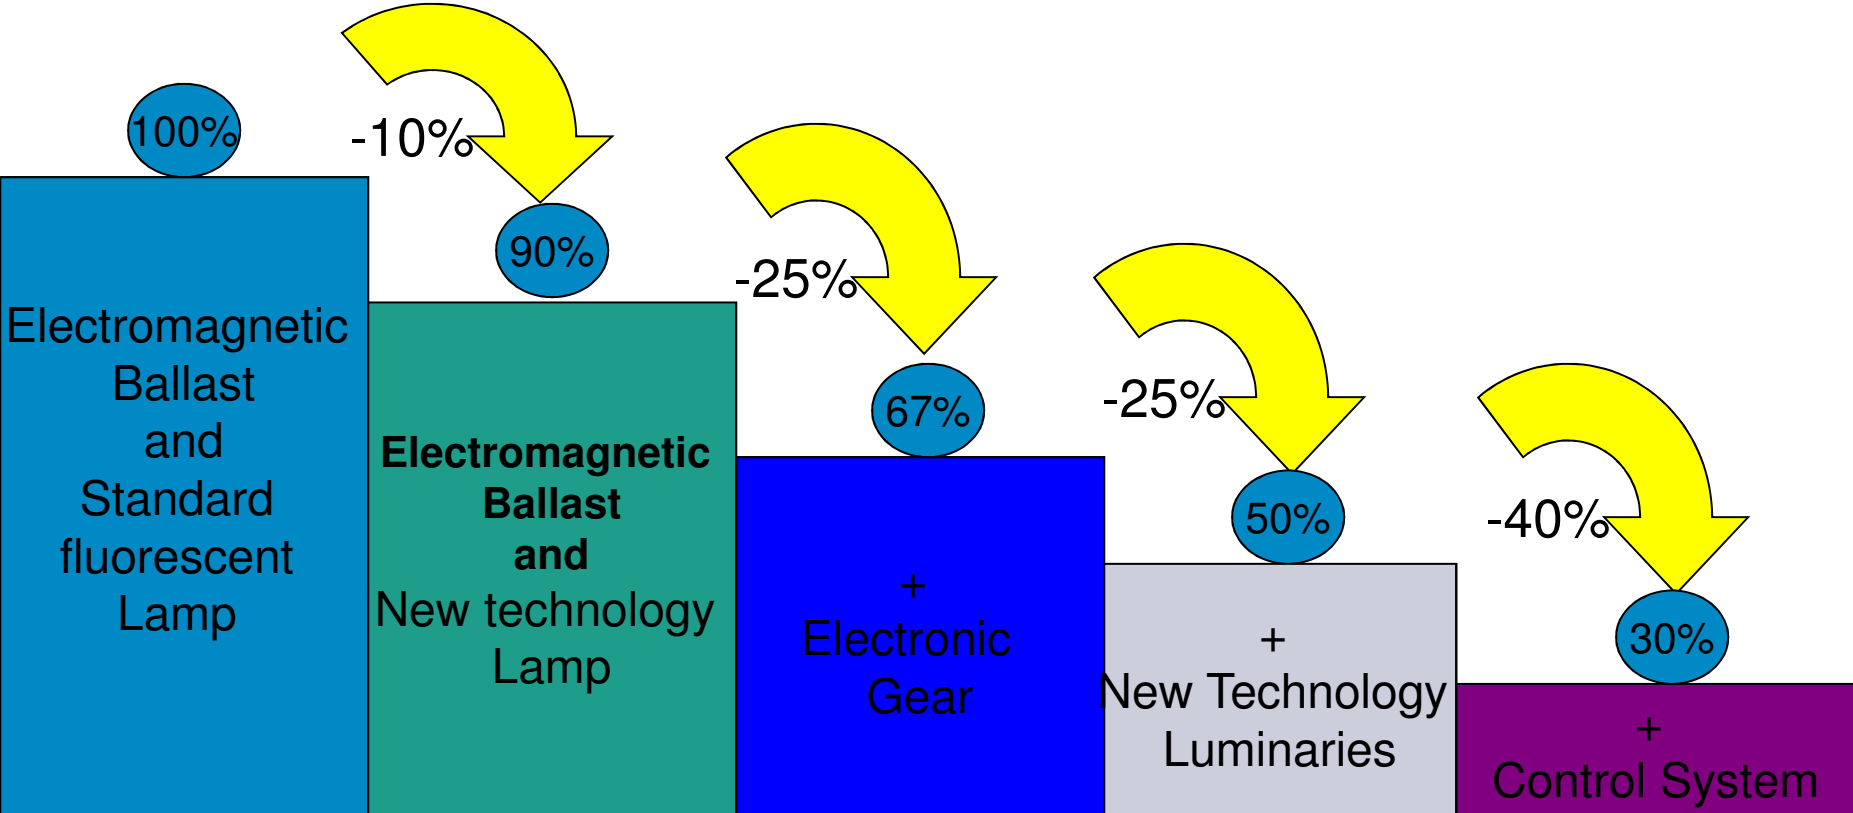 100%
Electromagnetic
Ballast
and
Standard
fluorescent
Lamp
-10%
90%
Electromagnetic
Ballast
and
New technology
Lamp
-25%
67%
+
Electronic
Gear
-25%
50%
+
New Technology
Luminaries
-40%
30%
+
Control System